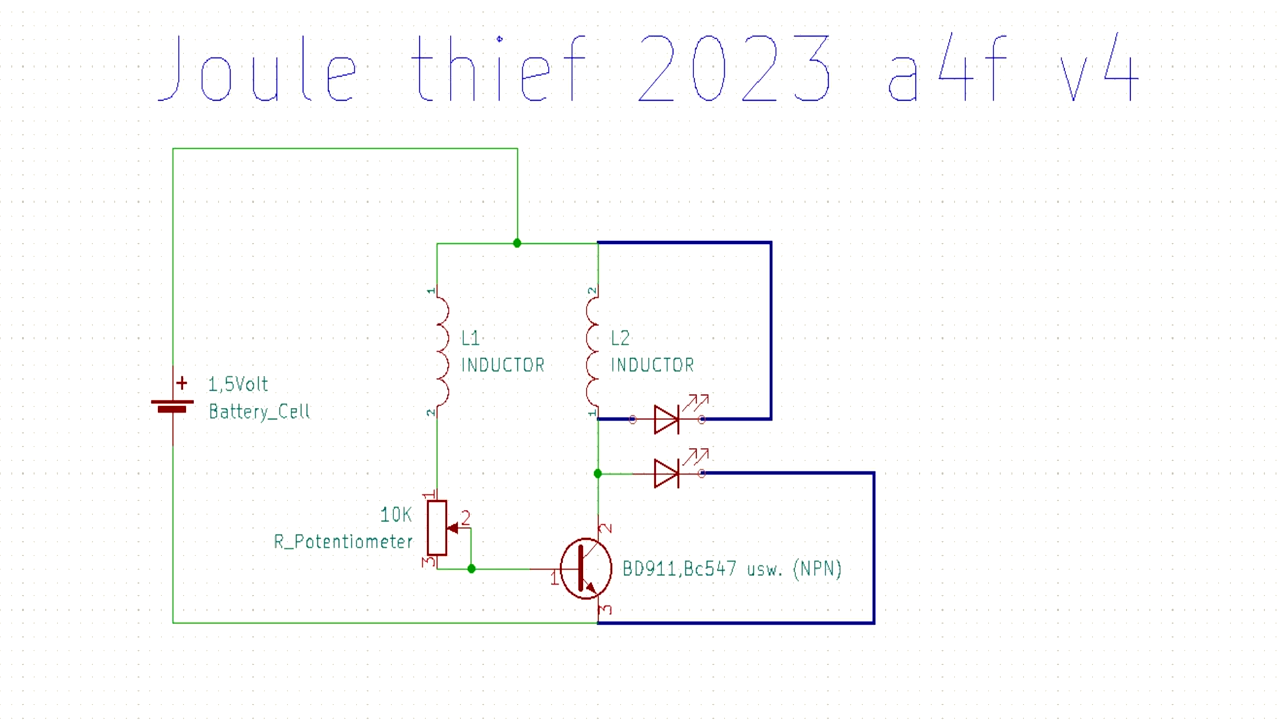 Joule thief 2023 a4f v4
1
2
L1
L2
INDUCTOR
INDUCTOR
+
1,5Volt
Battery_Cell
2
1
1
10K
2
R_Potentiometer
3
2
1
BD911,Bc547 usw. (NPN)
3